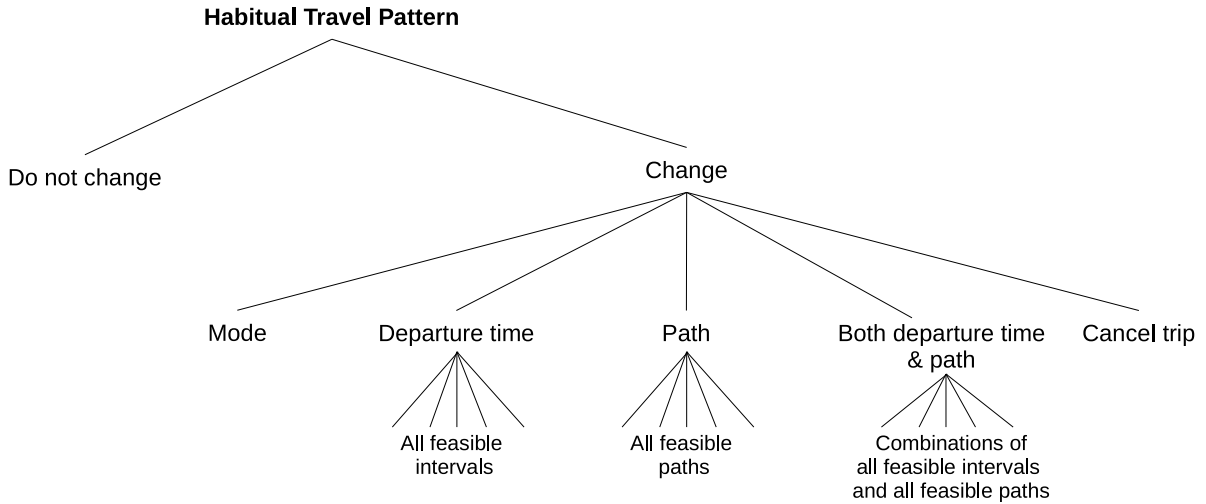 Habitual Travel Pattern
Do not change
Change
Mode
Departure time
Path
Both departure time
& path
Cancel trip
All feasible
intervals
All feasible
paths
Combinations of
all feasible intervals
and all feasible paths